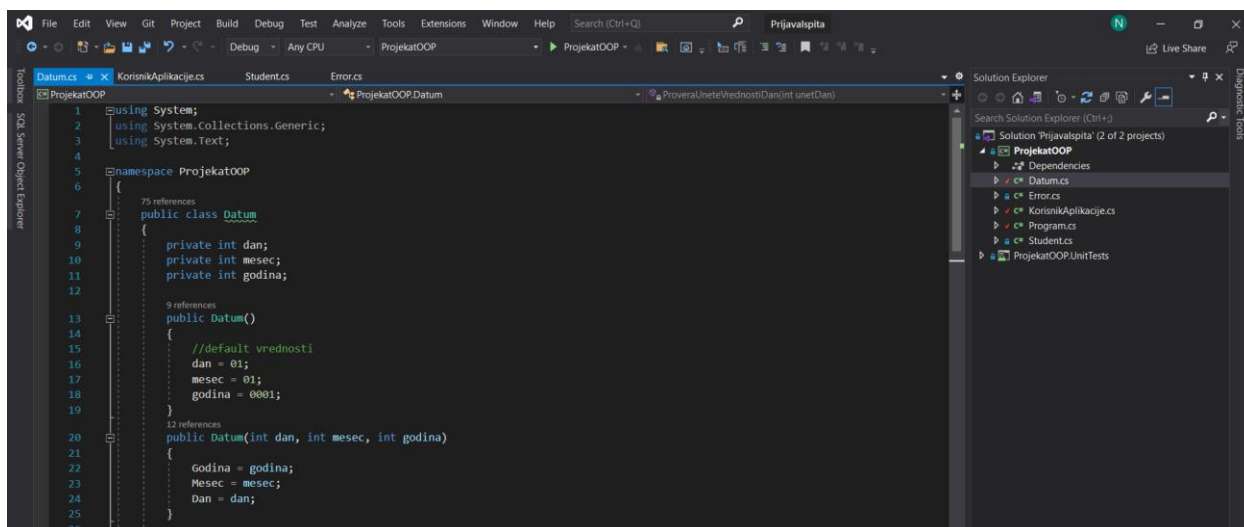 File Edit View Git Project Build Debug Test Analyze Tools Extensions Window Help Search (Ctrl+Q) Prijavalspita N
Debug Any CPU ProjekatOOP ProjekatOOP Live Share
Toolbox
SQL Server Object Explorer
Datum.cs KorisnikAplikacije.cs Student.cs Error.cs
ProjekatOOP ProjekatOOP.Datum ProveraUneteVrednostiDan(int unetDan)
1 using System;
2 using System.Collections.Generic;
3 using System.Text;
4
5 namespace ProjekatOOP
6 {
75 references
7 public class Datum
8 {
9 private int dan;
10 private int mesec;
11 private int godina;
12
9 references
13 public Datum()
14 {
15 //default vrednosti
16 dan = 01;
17 mesec = 01;
18 godina = 0001;
19 }
12 references
20 public Datum(int dan, int mesec, int godina)
21 {
22 Godina = godina;
23 Mesec = mesec;
24 Dan = dan;
25 }
Solution Explorer
Search Solution Explorer (Ctrl+;)
Solution 'Prijavalspita' (2 of 2 projects)
ProjekatOOP
Dependencies
Datum.cs
Error.cs
KorisnikAplikacije.cs
Program.cs
Student.cs
ProjekatOOP.UnitTests
Diagnostic Tools